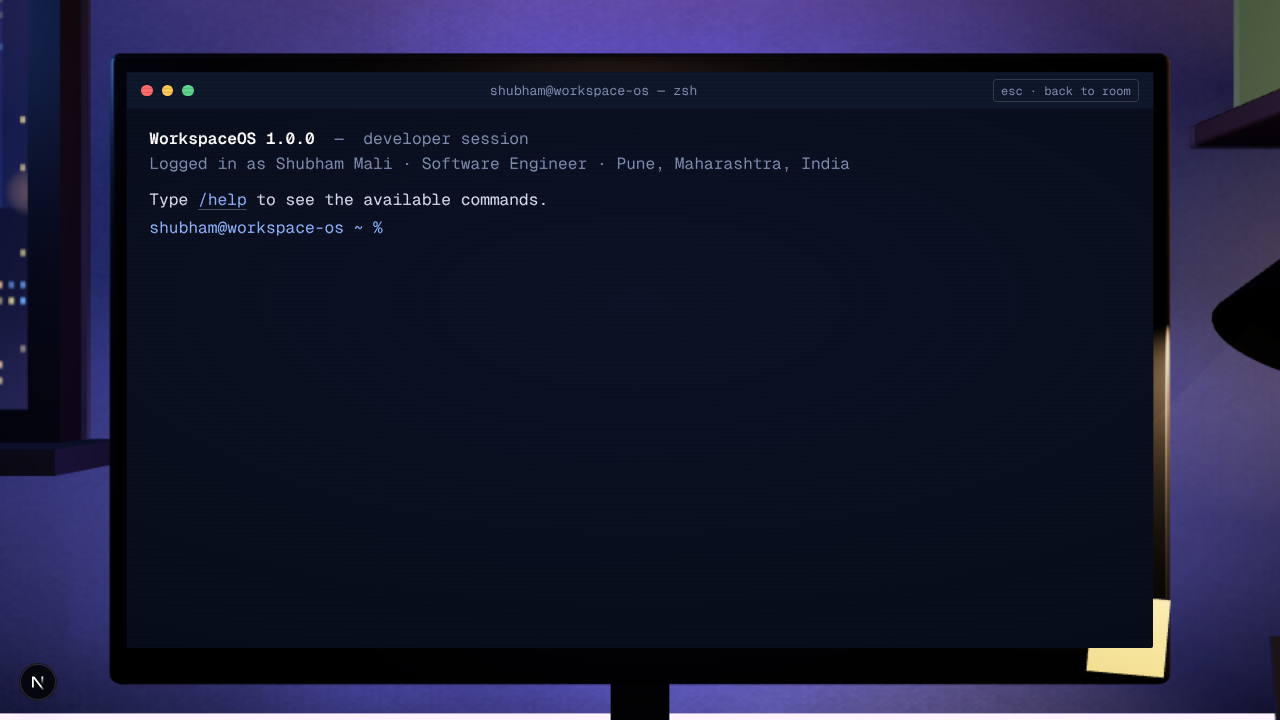 shubham@workspace-os — zsh
esc · back to room
WorkspaceOS 1.0.0 — developer session
Logged in as Shubham Mali · Software Engineer · Pune, Maharashtra, India
Type /help to see the available commands.
shubham@workspace-os ~ %
N